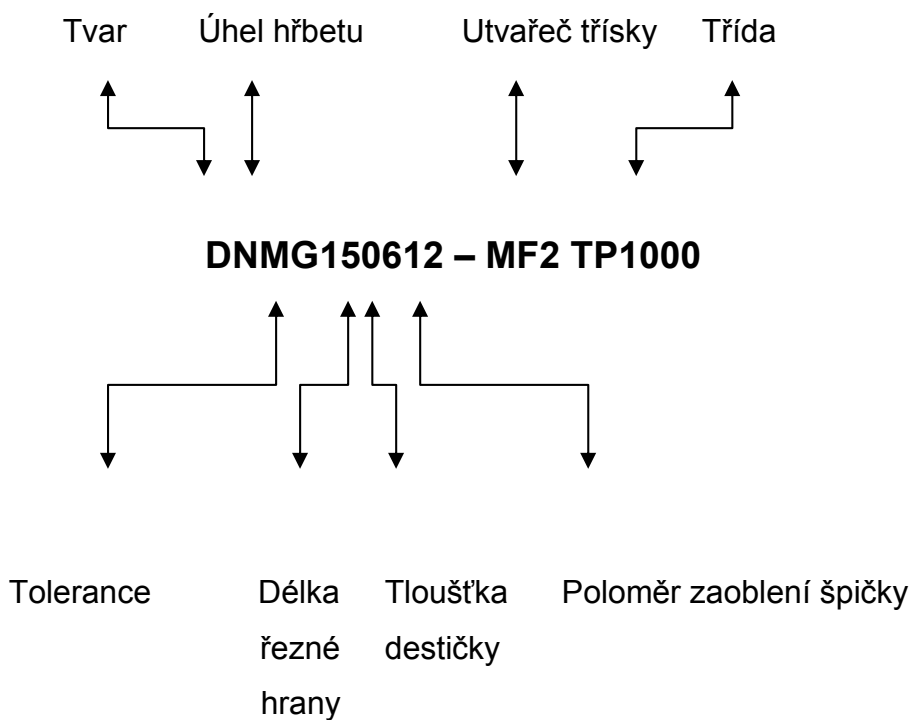 Tvar Úhel hřbetu Utvařeč třísky Třída
DNMG150612 – MF2 TP1000
Tolerance Délka Tloušťka Poloměr zaoblení špičky
řezné destičky
hrany